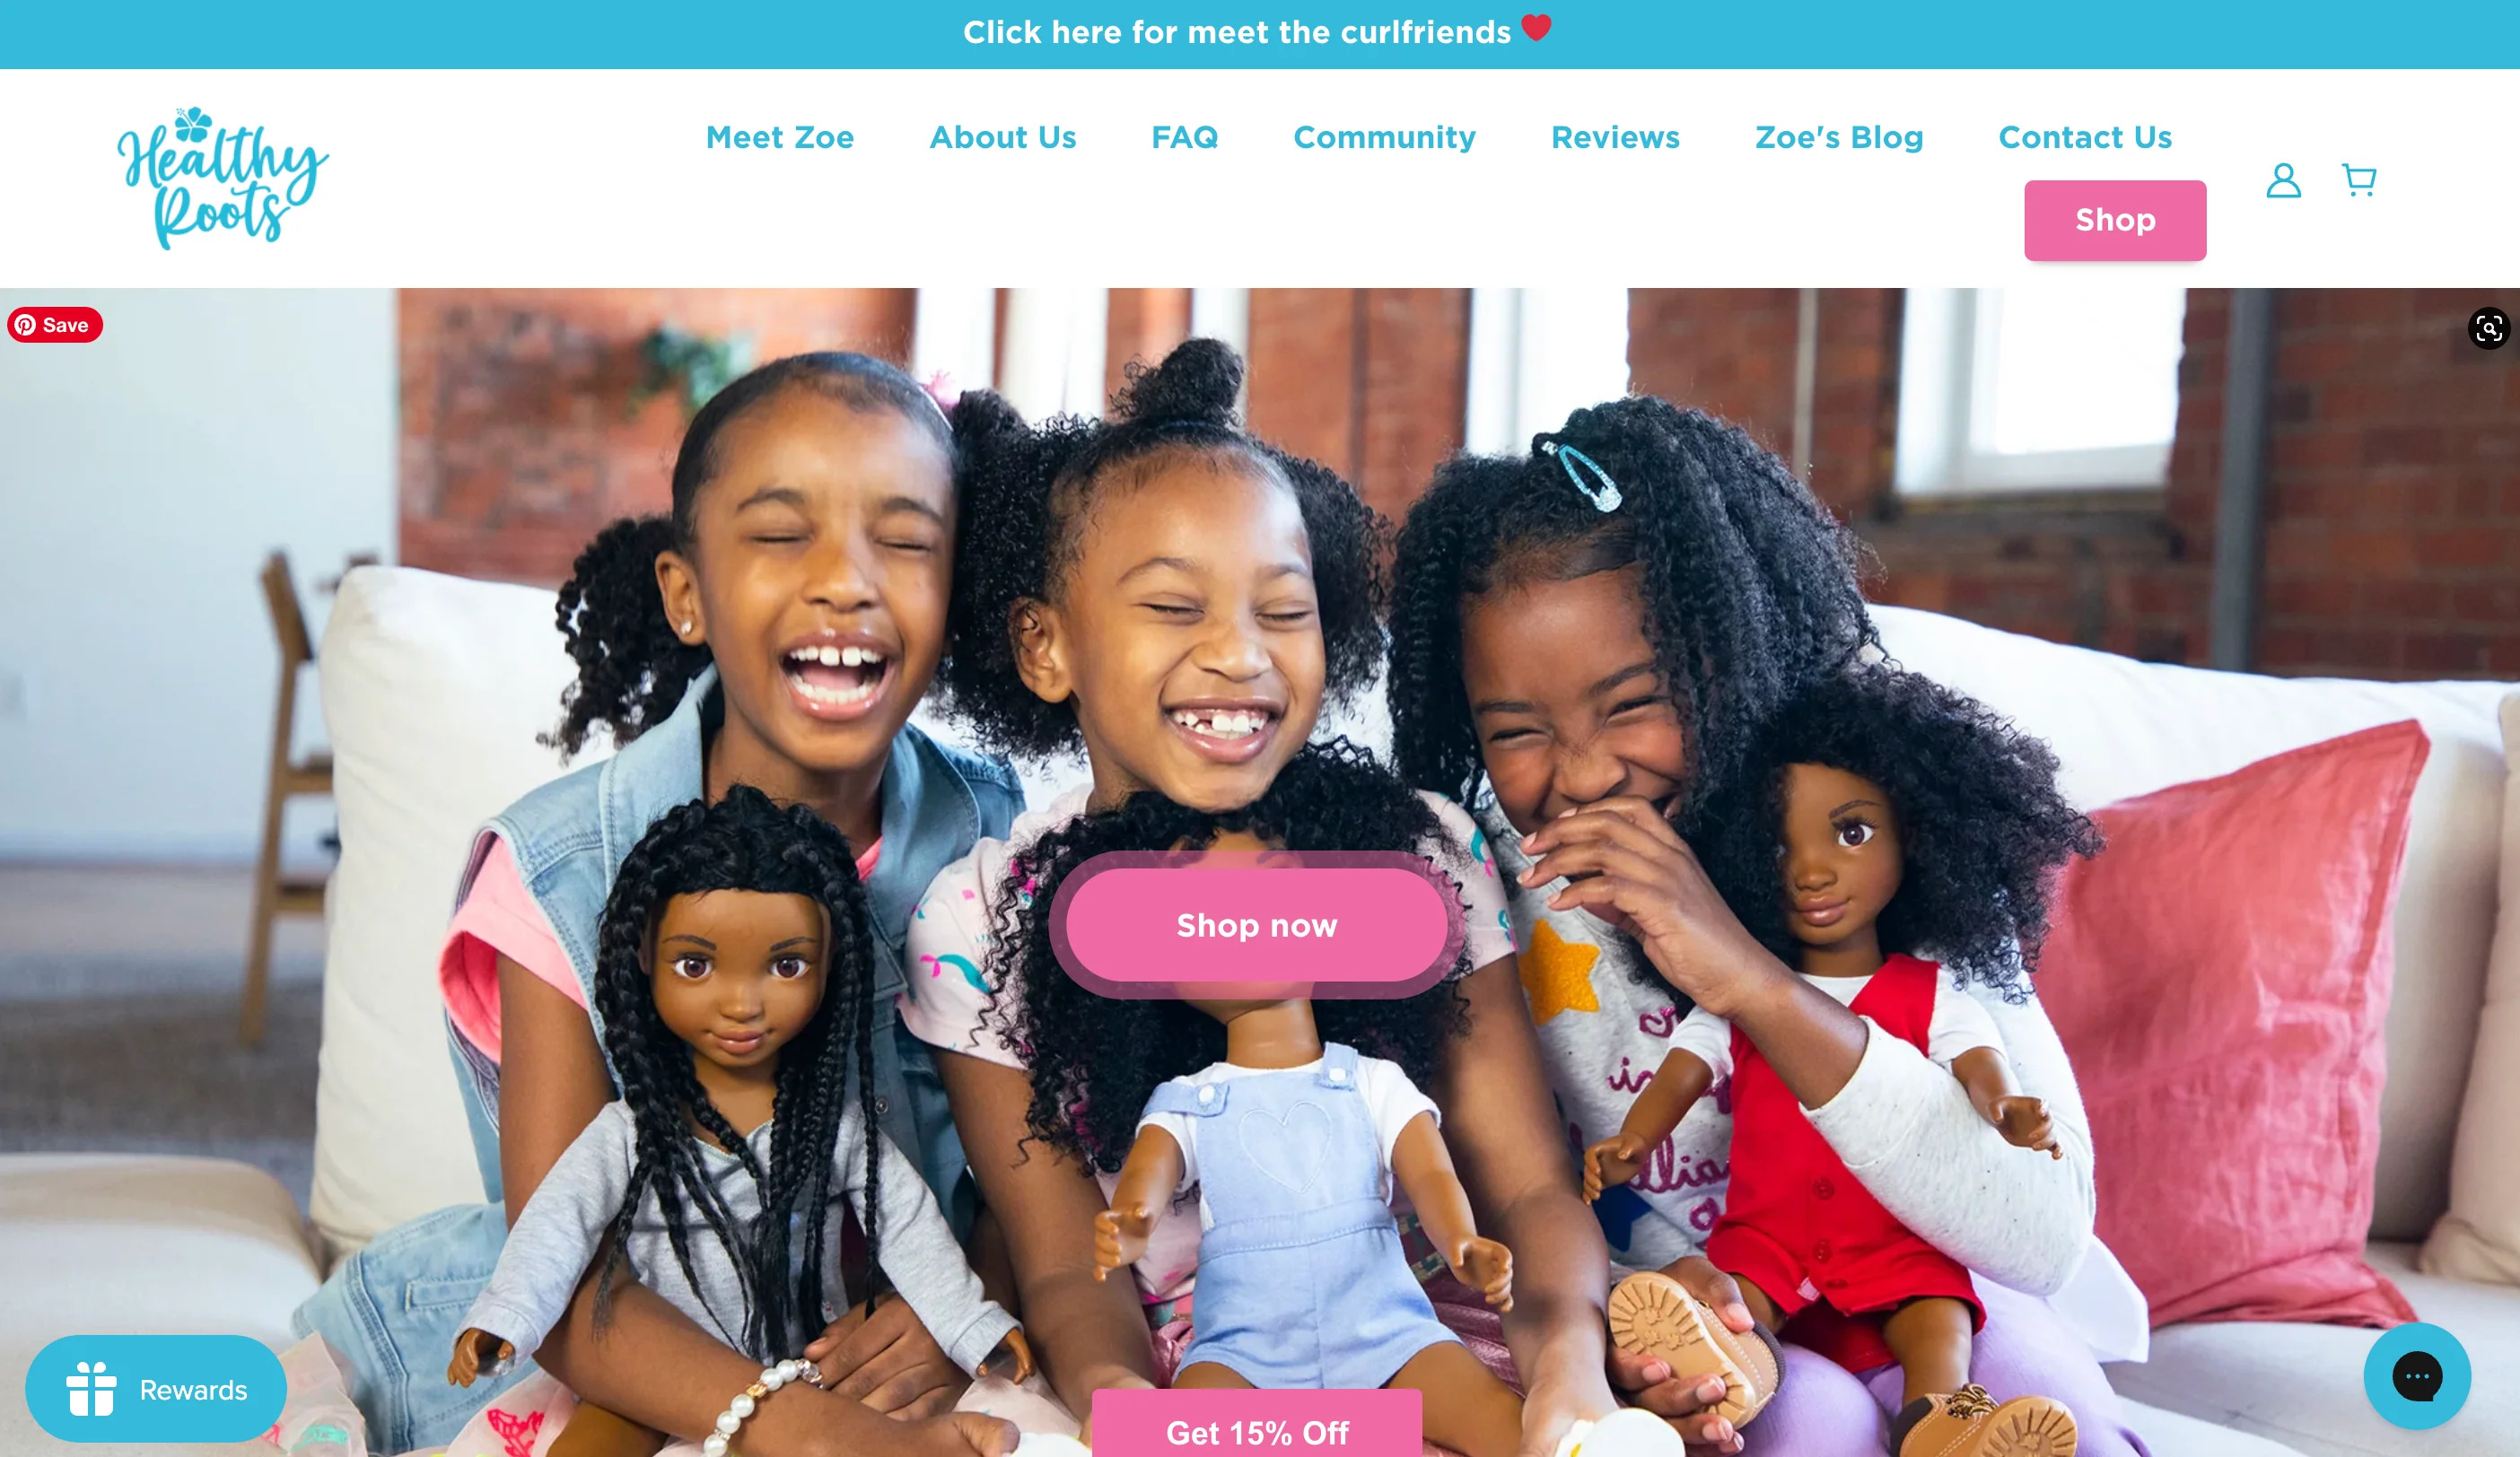 Click here for meet the curlfriends ❤️
Healthy
Roots
Meet Zoe
About Us
FAQ
Community
Reviews
Zoe's Blog
Contact Us
Shop
Save
Shop now
Rewards
Get 15% Off